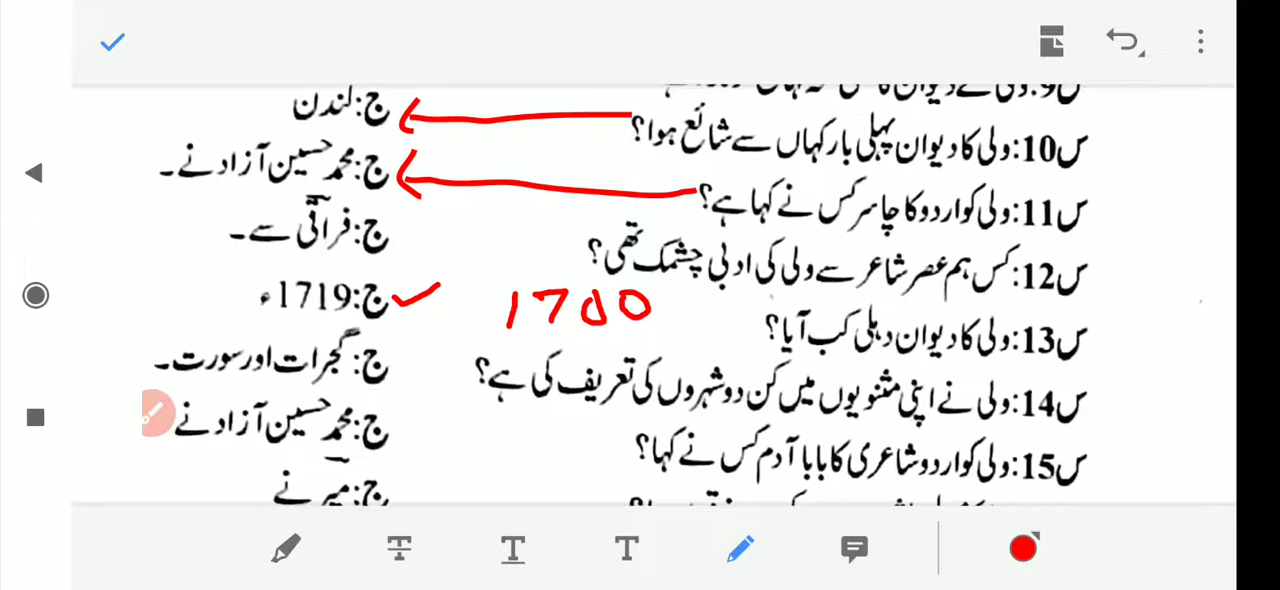 س10: ولی کا دیوان پہلی بار کہاں سے شائع ہوا؟ ج: لندن
س11: ولی کو اردو کا چاسر کس نے کہا ہے؟ ج: محمد حسین آزاد نے۔
س12: کس ہم عصر شاعر سے ولی کی ادبی چشمک تھی؟ ج: فراقی سے۔
س13: ولی کا دیوان دہلی کب آیا؟ 1700 ج: 1719ء
س14: ولی نے اپنی مثنویوں میں کن دو شہروں کی تعریف کی ہے؟ ج: گجرات اور سورت۔
س15: ولی کو اردو شاعری کا بابا آدم کس نے کہا؟ ج: محمد حسین آزاد نے
ج: میر نے